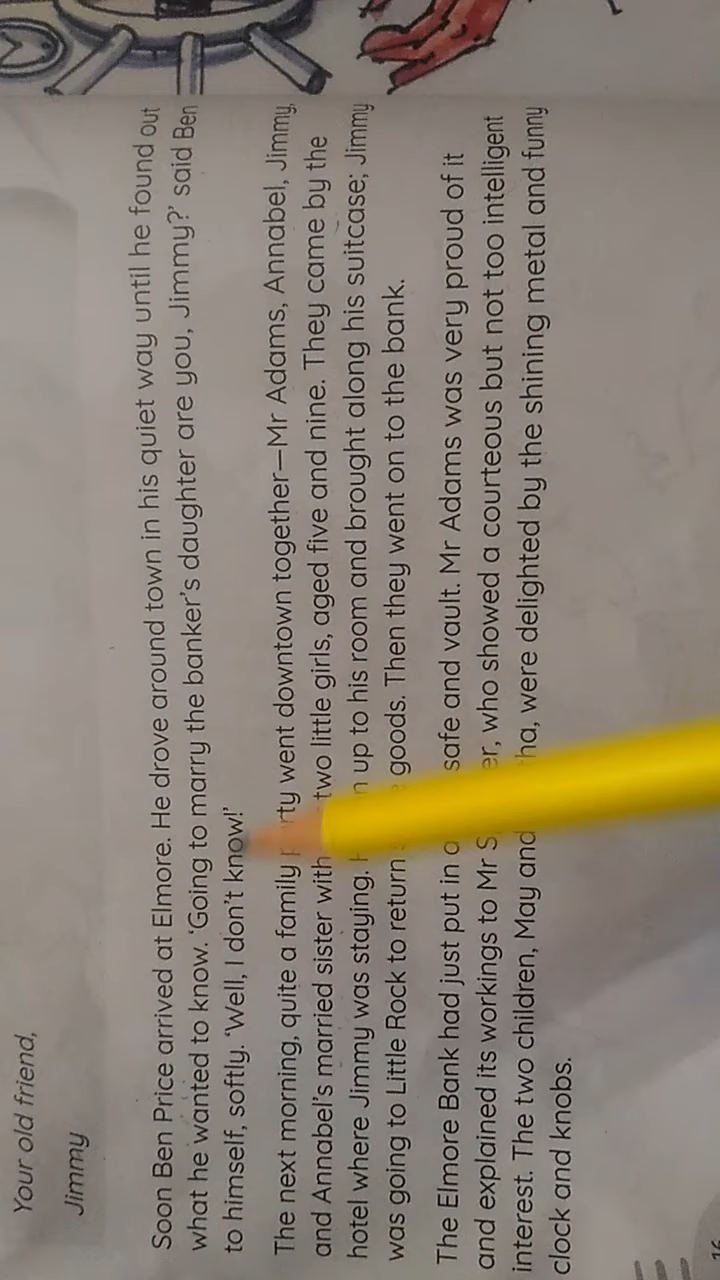 Your old friend,
Jimmy
Soon Ben Price arrived at Elmore. He drove around town in his quiet way until he found out
what he wanted to know. ‘Going to marry the banker’s daughter are you, Jimmy?’ said Ben
to himself, softly. ‘Well, I don’t know!’
The next morning, quite a family rty went downtown together—Mr Adams, Annabel, Jimmy,
and Annabel’s married sister with two little girls, aged five and nine. They came by the
hotel where Jimmy was staying. up to his room and brought along his suitcase; Jimmy
was going to Little Rock to return goods. Then they went on to the bank.
The Elmore Bank had just put in safe and vault. Mr Adams was very proud of it
and explained its workings to Mr who showed a courteous but not too intelligent
interest. The two children, May and were delighted by the shining metal and funny
clock and knobs.
16